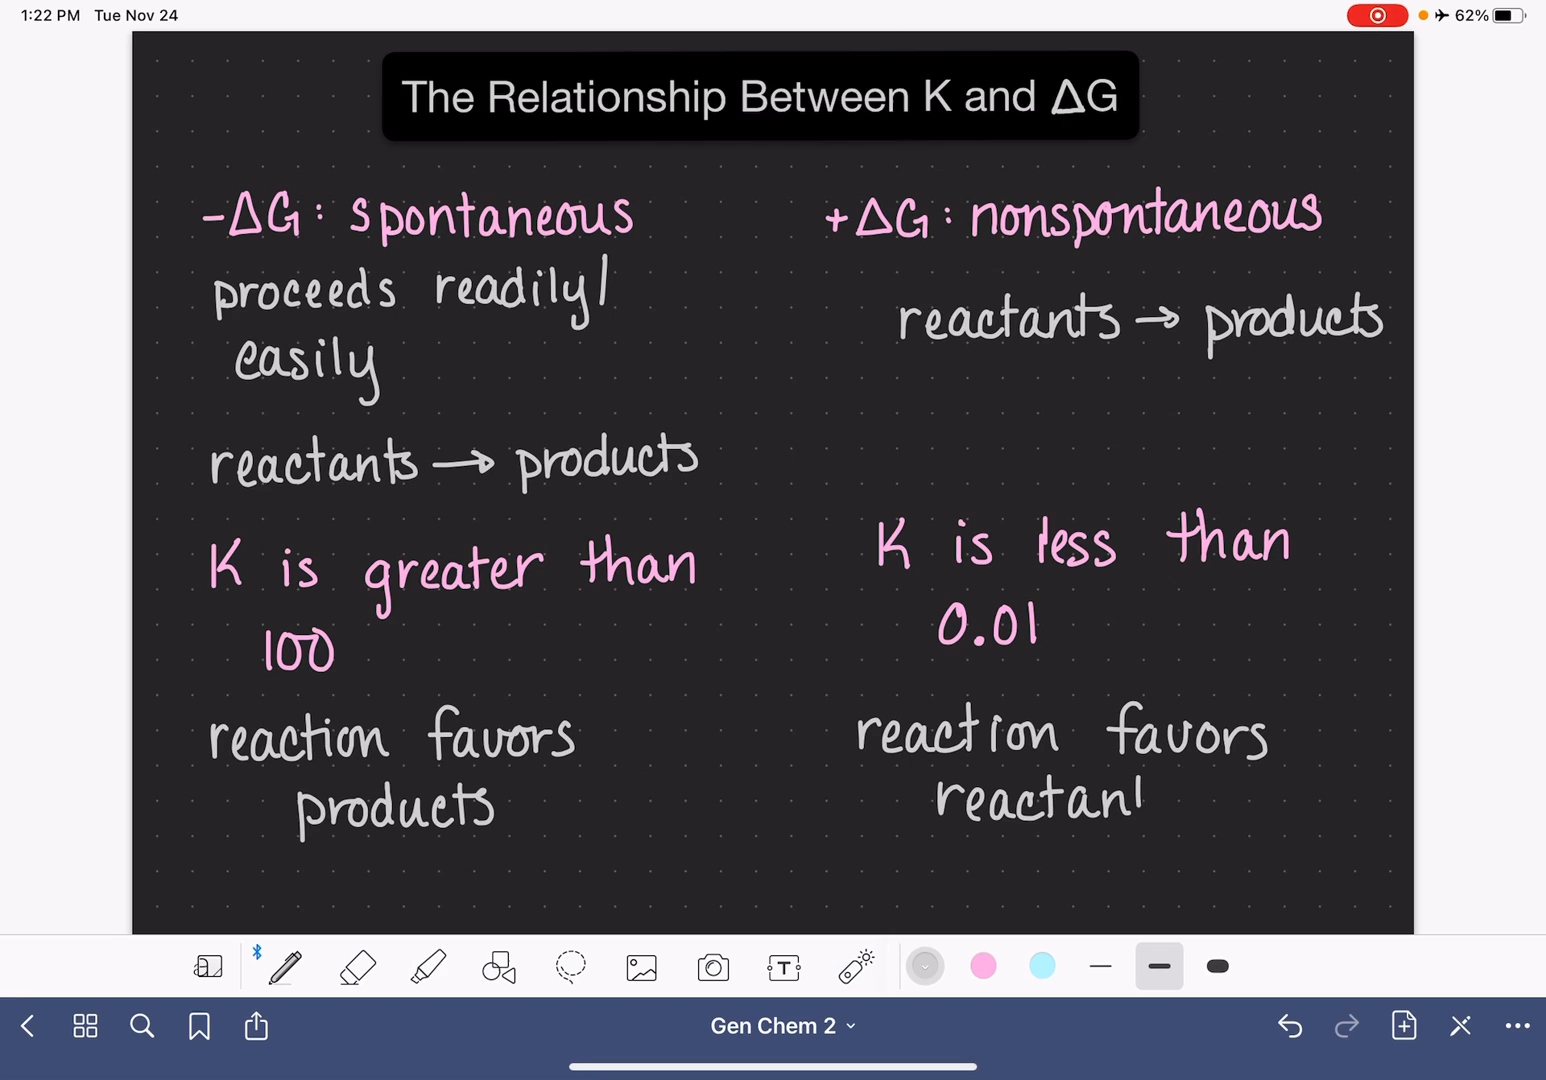 1:22 PM Tue Nov 24
62%
The Relationship Between K and ΔG
-ΔG: spontaneous
proceeds readily/
easily
reactants → products
K is greater than
100
reaction favors
products
+ΔG: nonspontaneous
reactants → products
K is less than
0.01
reaction favors
reactan
T
Gen Chem 2